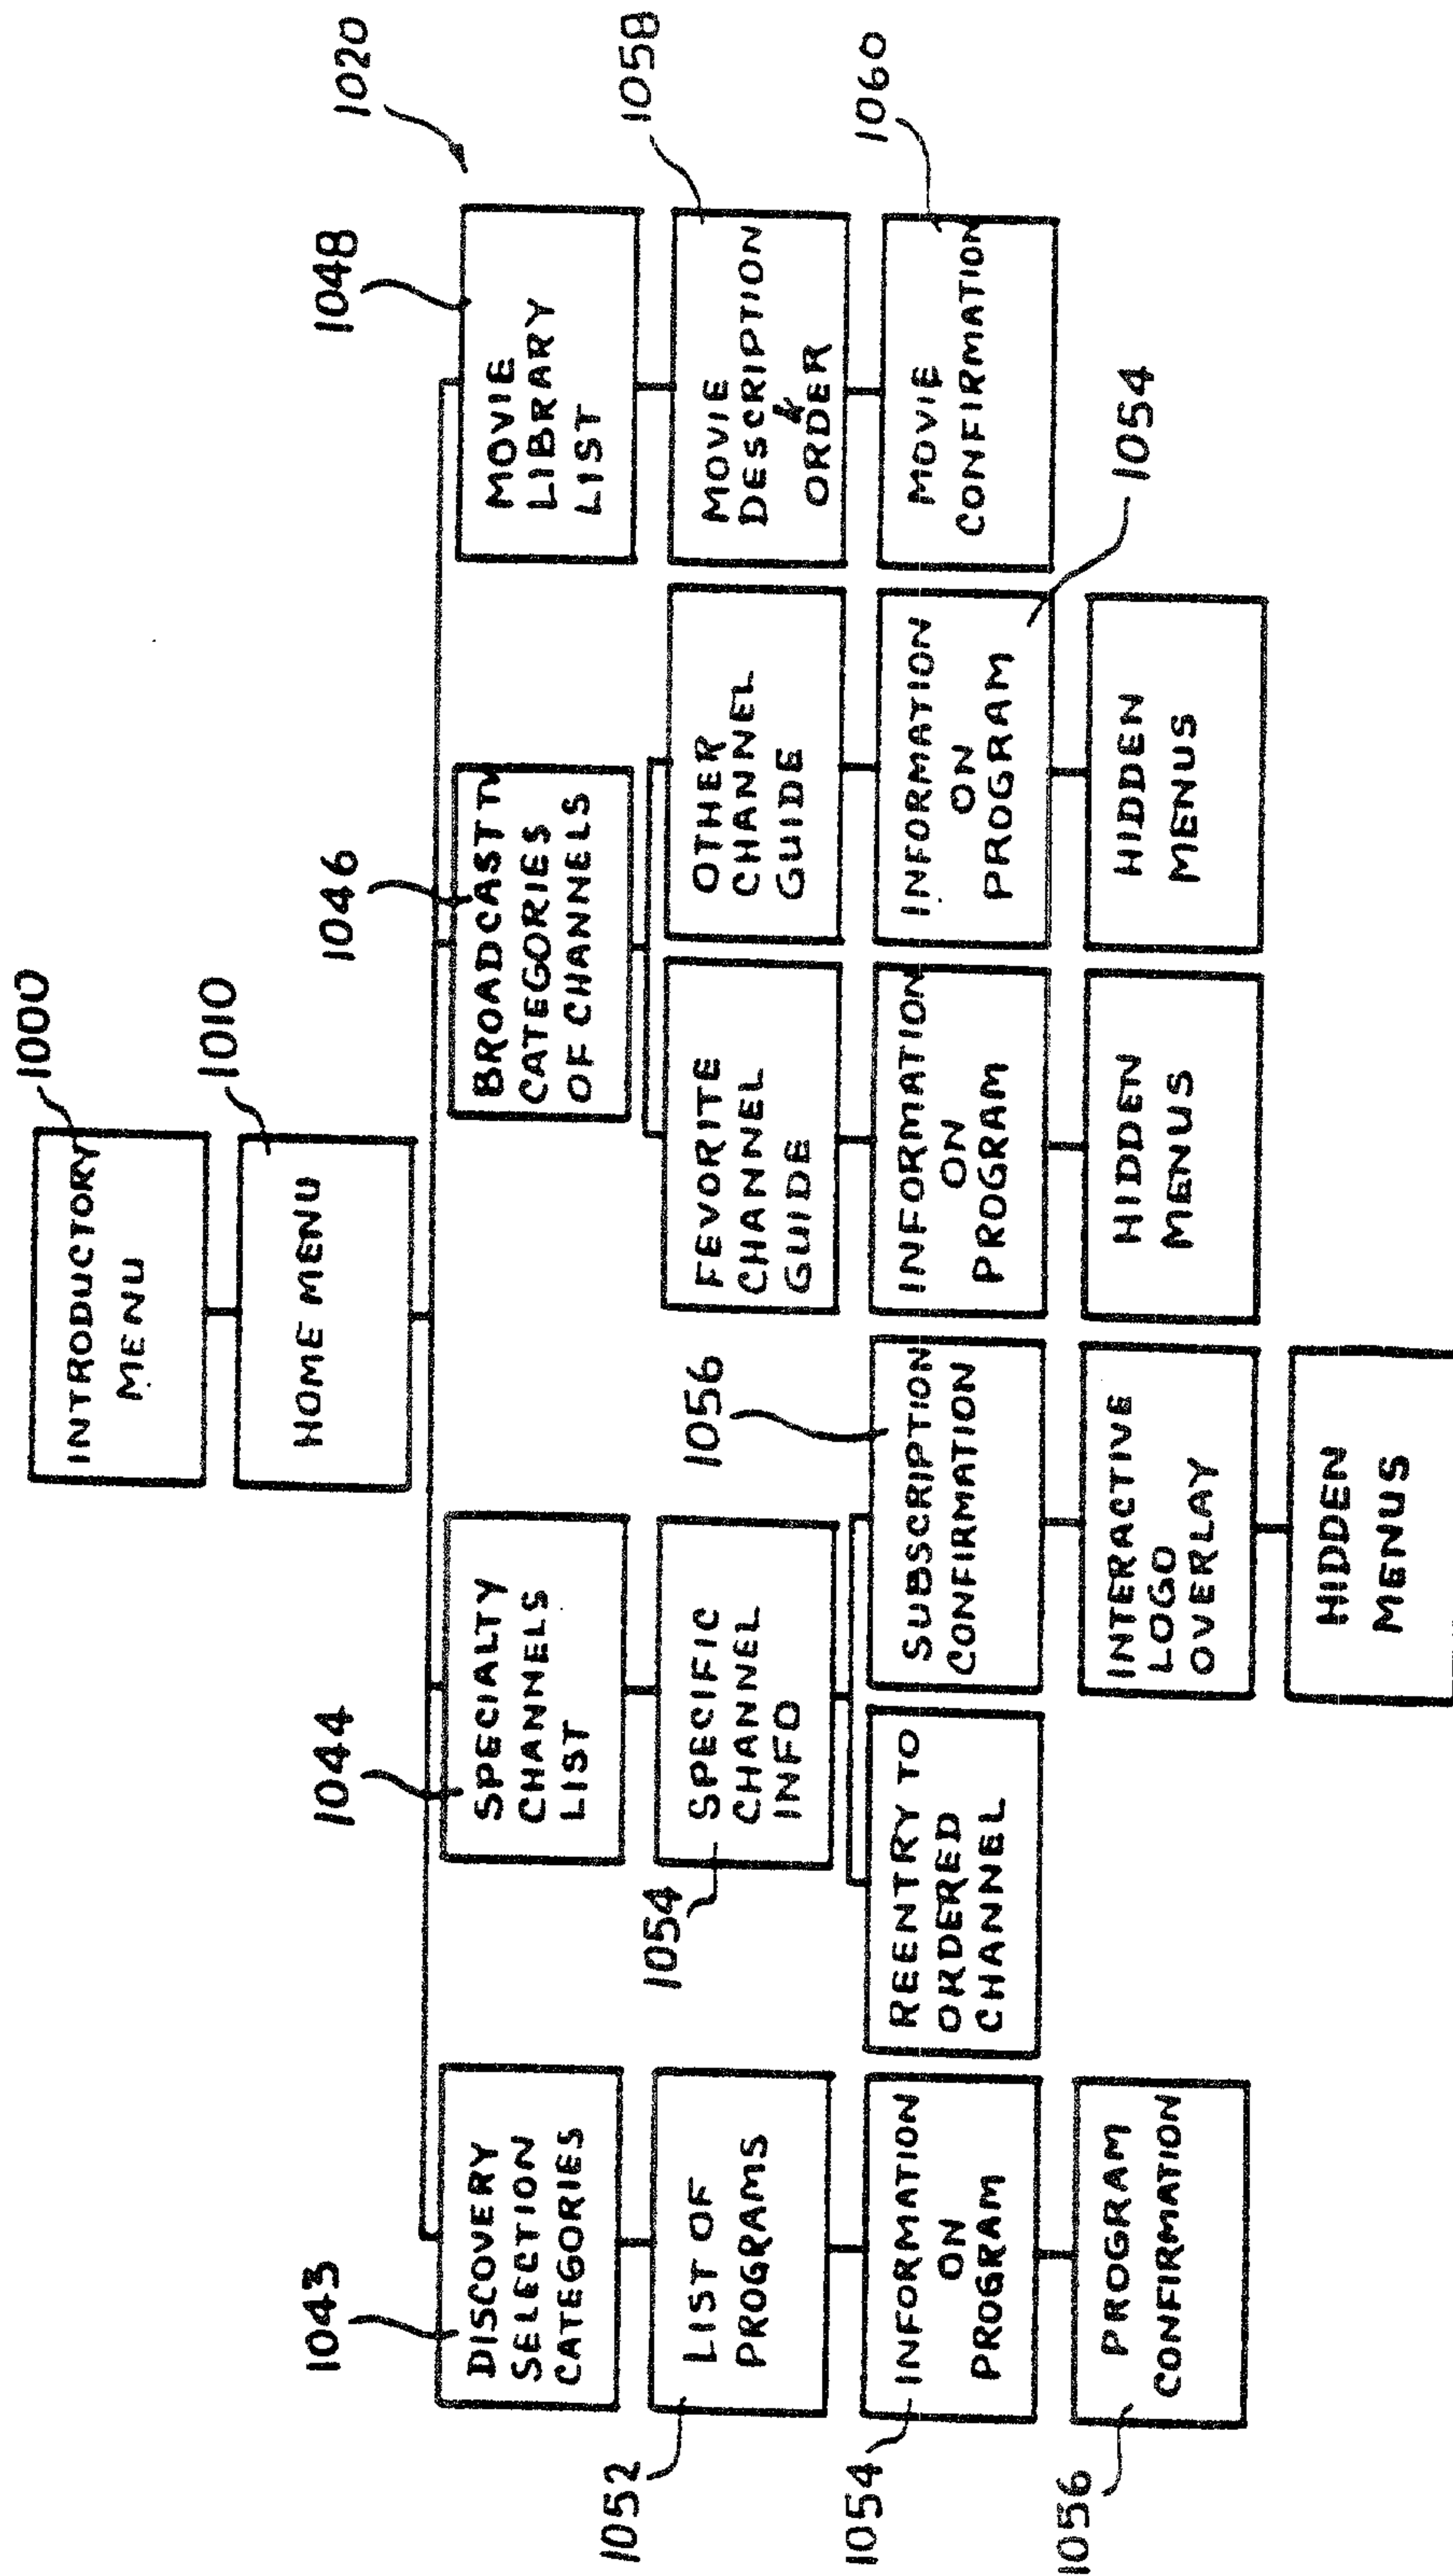 1000
INTRODUCTORY
MENU
1010
HOME MENU
1020
1043
DISCOVERY
SELECTION
CATEGORIES
1044
SPECIALTY
CHANNELS
LIST
1046
BROADCAST TV
CATEGORIES
OF CHANNELS
1048
MOVIE
LIBRARY
LIST
1052
LIST OF
PROGRAMS
1054
SPECIFIC
CHANNEL
INFO
FEVORITE
CHANNEL
GUIDE
OTHER
CHANNEL
GUIDE
1058
MOVIE
DESCRIPTION
&
ORDER
1054
INFORMATION
ON
PROGRAM
REENTRY TO
ORDERED
CHANNEL
1056
SUBSCRIPTION
CONFIRMATION
INFORMATION
ON
PROGRAM
INFORMATION
ON
PROGRAM
1054
1060
MOVIE
CONFIRMATION
1056
PROGRAM
CONFIRMATION
INTERACTIVE
LOGO
OVERLAY
HIDDEN
MENUS
HIDDEN
MENUS
HIDDEN
MENUS